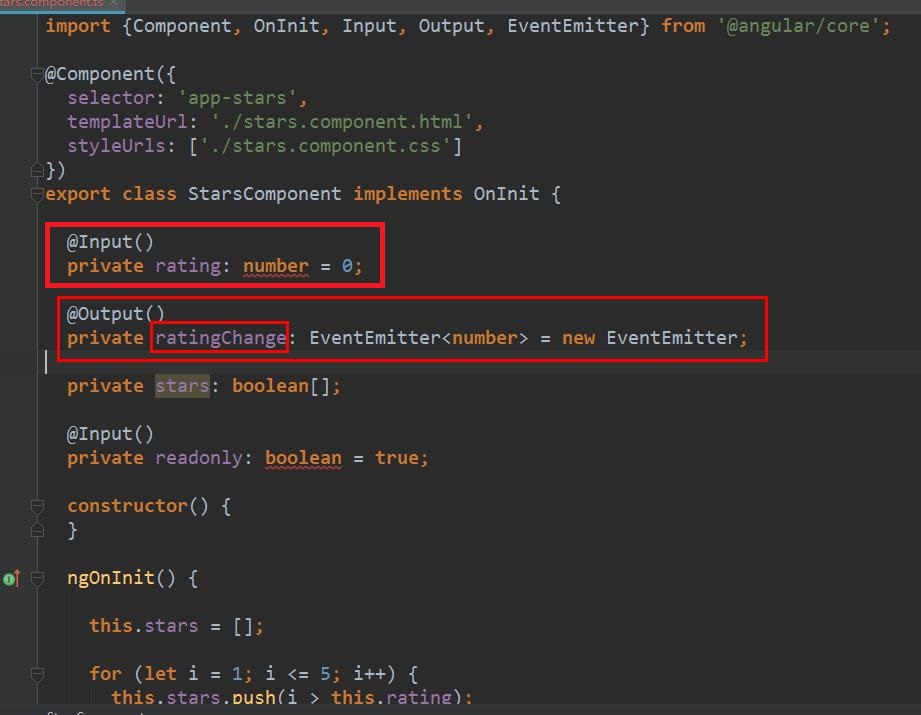 stars.component.ts ×
import {Component, OnInit, Input, Output, EventEmitter} from '@angular/core';
@Component({
selector: 'app-stars',
templateUrl: './stars.component.html',
styleUrls: ['./stars.component.css']
})
export class StarsComponent implements OnInit {
@Input()
private rating: number = 0;
@Output()
private ratingChange: EventEmitter<number> = new EventEmitter;
private stars: boolean[];
@Input()
private readonly: boolean = true;
constructor() {
}
ngOnInit() {
this.stars = [];
for (let i = 1; i <= 5; i++) {
this.stars.push(i > this.rating);